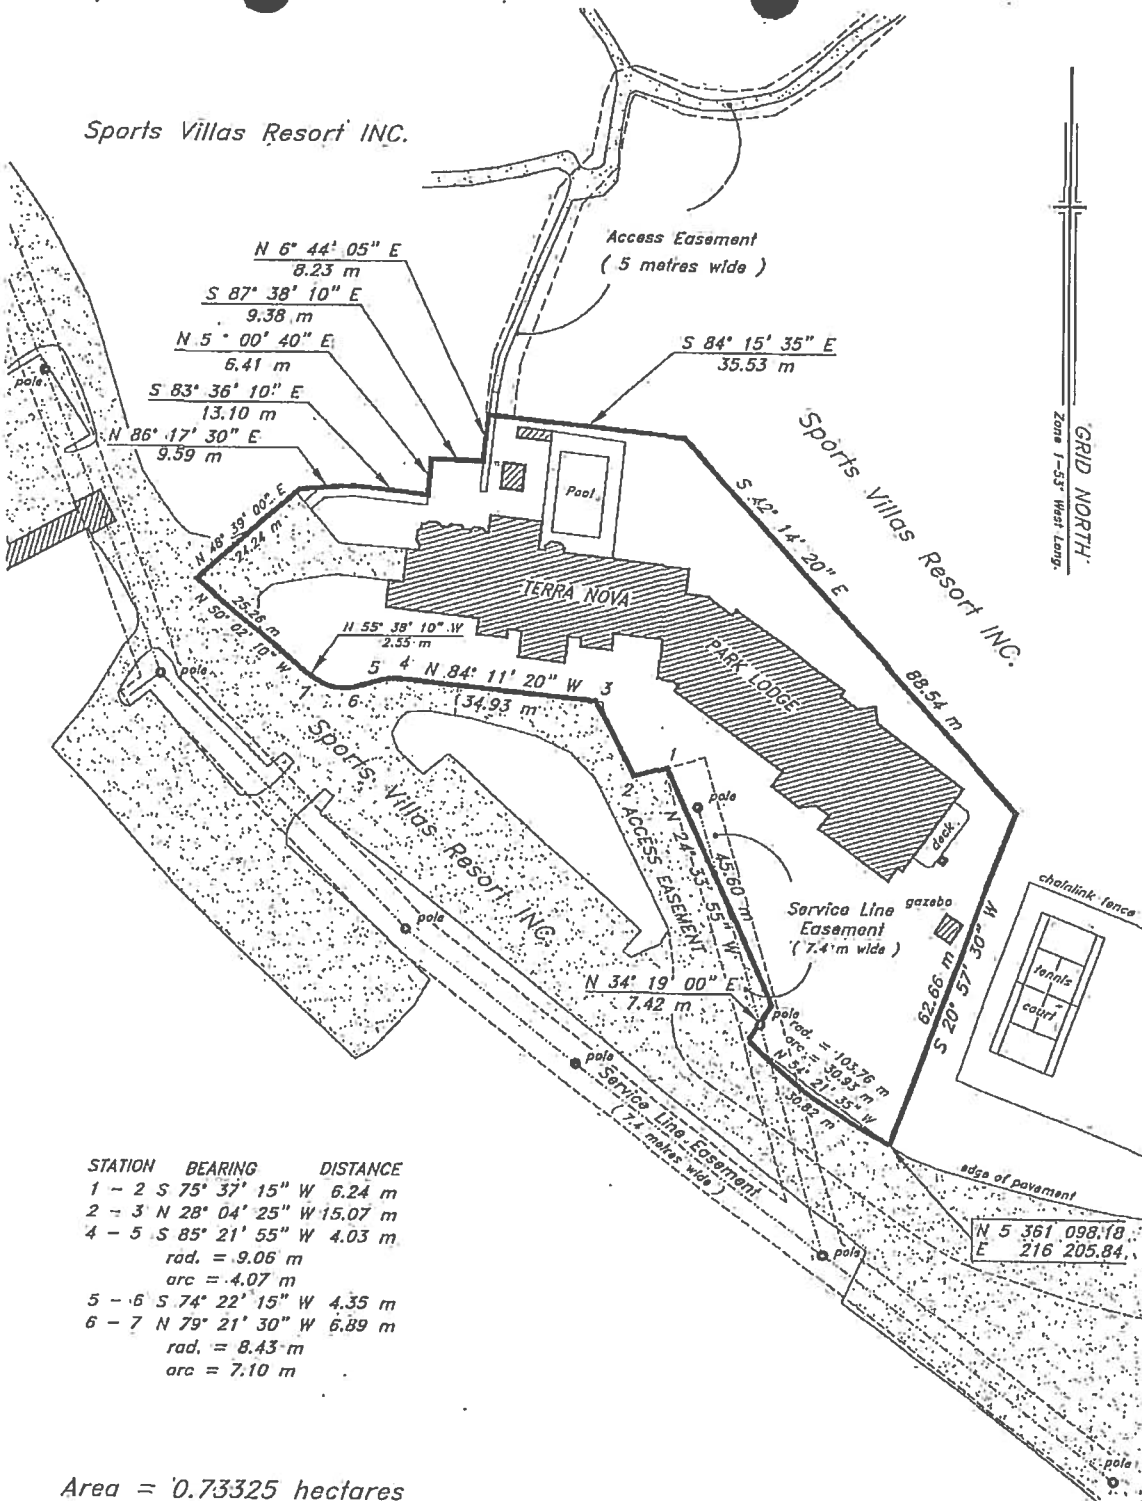 Sports Villas Resort INC.
N 6° 44' 05" E
8.23 m
S 87° 38' 10" E
9.38 m
N 5° 00' 40" E
6.41 m
S 83° 36' 10" E
13.10 m
N 86° 17' 30" E
9.59 m
Access Easement
( 5 metres wide )
S 84° 15' 35" E
35.53 m
GRID NORTH
Zone 1-53° West Long.
Sports Villas Resort INC.
S 42° 14' 20" E
88.54 m
pole
N 48° 39' 00" E
24.24 m
Pool
TERRA NOVA
PARK LODGE
25.26 m
N 50° 02' 10" W
N 55° 38' 10" W
2.55 m
pole
7
6
5
4
N 84° 11' 20" W
34.93 m
3
2
1
Sports Villas Resort INC.
ACCESS EASEMENT
N 24°-33'-55" W
45.60 m
pole
deck
gazebo
chainlink fence
tennis
court
Service Line
Easement
( 7.4 m wide )
62.66 m
S 20° 57' 30" W
N 34° 19' 00" E
7.42 m
pole
rad. = 103.76 m
arc = 30.93 m
N 54° 21' 35" W
30.82 m
pole
pole
Service Line Easement
( 7.4 metres wide )
edge of pavement
N 5 361 098.18
E 216 205.84
pole
pole
STATION BEARING DISTANCE
1 - 2 S 75° 37' 15" W 6.24 m
2 - 3 N 28° 04' 25" W 15.07 m
4 - 5 S 85° 21' 55" W 4.03 m
rad. = 9.06 m
arc = 4.07 m
5 - 6 S 74° 22' 15" W 4.35 m
6 - 7 N 79° 21' 30" W 6.89 m
rad. = 8.43 m
arc = 7.10 m
Area = 0.73325 hectares